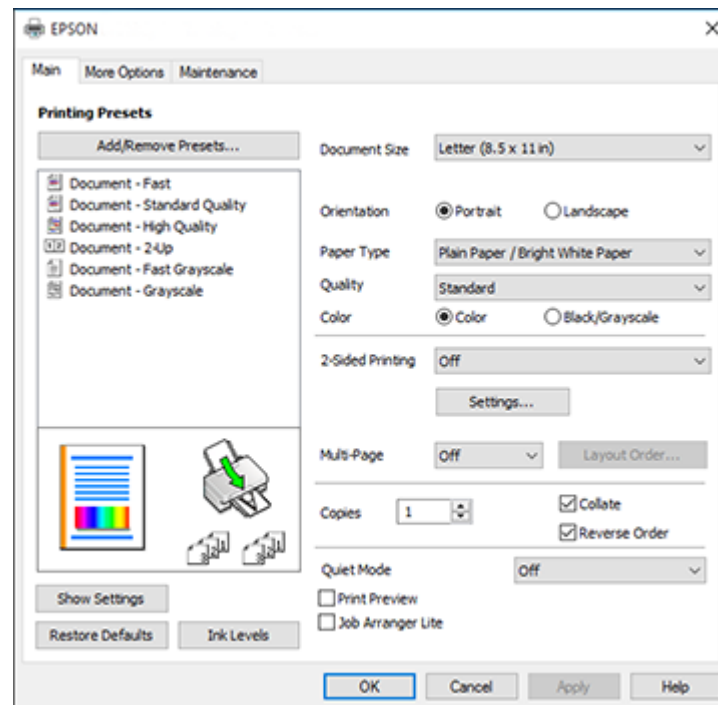 EPSON
Main More Options Maintenance
Printing Presets
Add/Remove Presets...
Document - Fast
Document - Standard Quality
Document - High Quality
Document - 2-Up
Document - Fast Grayscale
Document - Grayscale
Show Settings
Restore Defaults Ink Levels
Document Size Letter (8.5 x 11 in)
Orientation Portrait Landscape
Paper Type Plain Paper / Bright White Paper
Quality Standard
Color Color Black/Grayscale
2-Sided Printing Off
Settings...
Multi-Page Off Layout Order...
Copies 1 Collate
Reverse Order
Quiet Mode Off
Print Preview
Job Arranger Lite
OK Cancel Apply Help